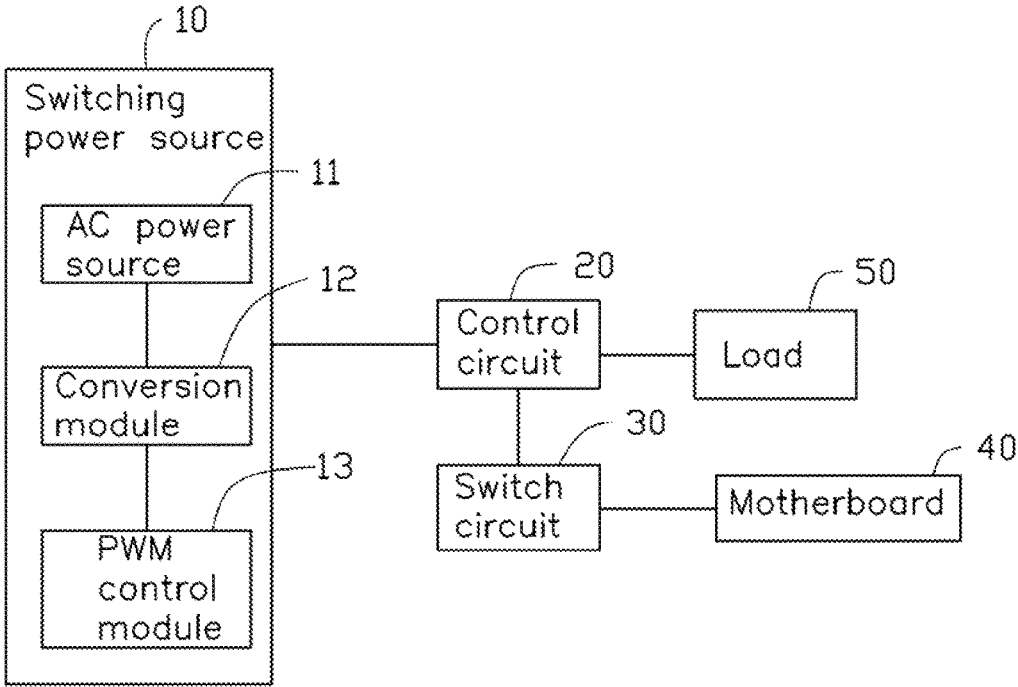 10
Switching
power source
11
AC power
source
12
Conversion
module
13
PWM
control
module
20
Control
circuit
50
Load
30
Switch
circuit
40
Motherboard